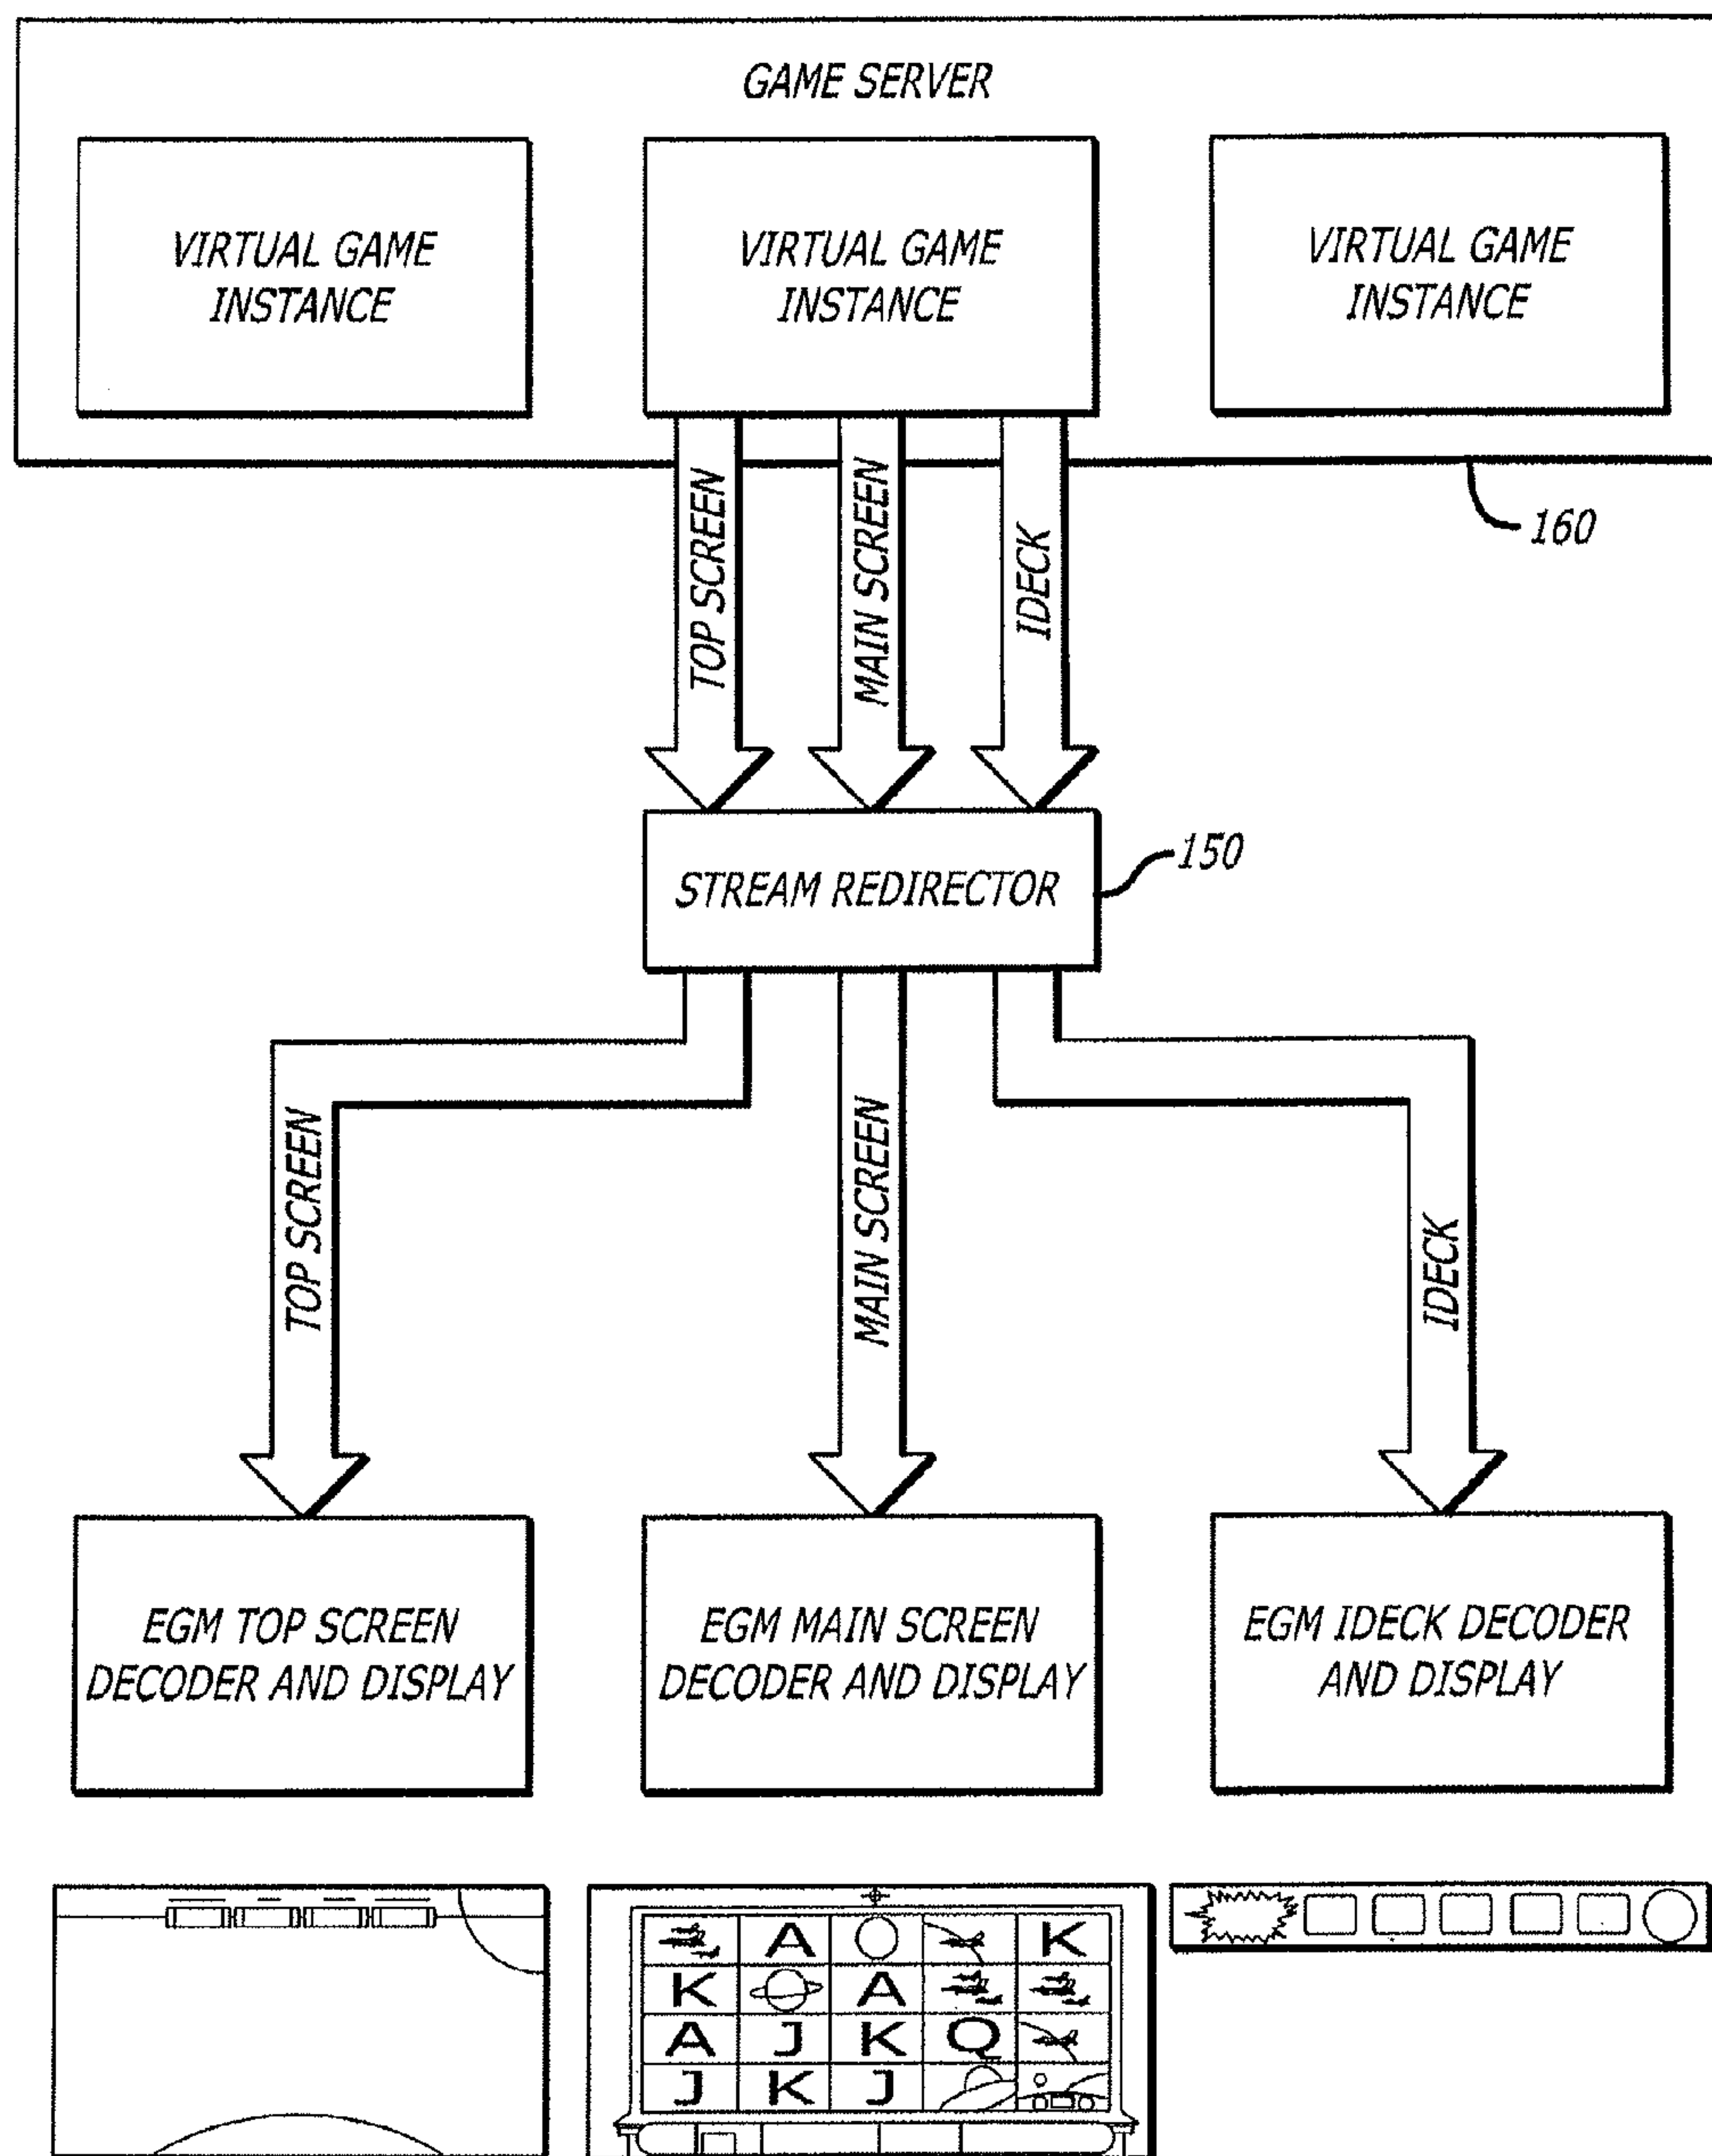 GAME SERVER
VIRTUAL GAME
INSTANCE
VIRTUAL GAME
INSTANCE
VIRTUAL GAME
INSTANCE
TOP SCREEN
MAIN SCREEN
IDECK
160
STREAM REDIRECTOR
150
TOP SCREEN
MAIN SCREEN
IDECK
EGM TOP SCREEN
DECODER AND DISPLAY
EGM MAIN SCREEN
DECODER AND DISPLAY
EGM IDECK DECODER
AND DISPLAY
A K
K A
A J K Q
J K J